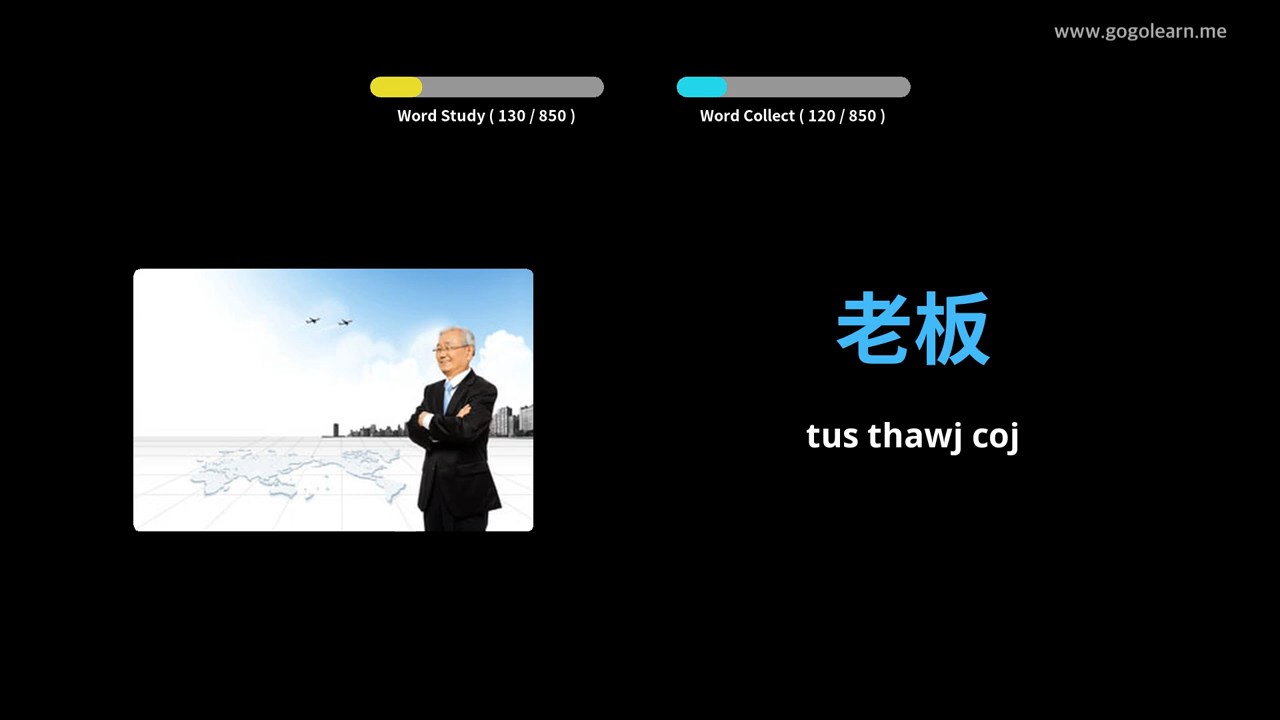 www.gogolearn.me
Word Study ( 130 / 850 )
Word Collect ( 120 / 850 )
老板
tus thawj coj